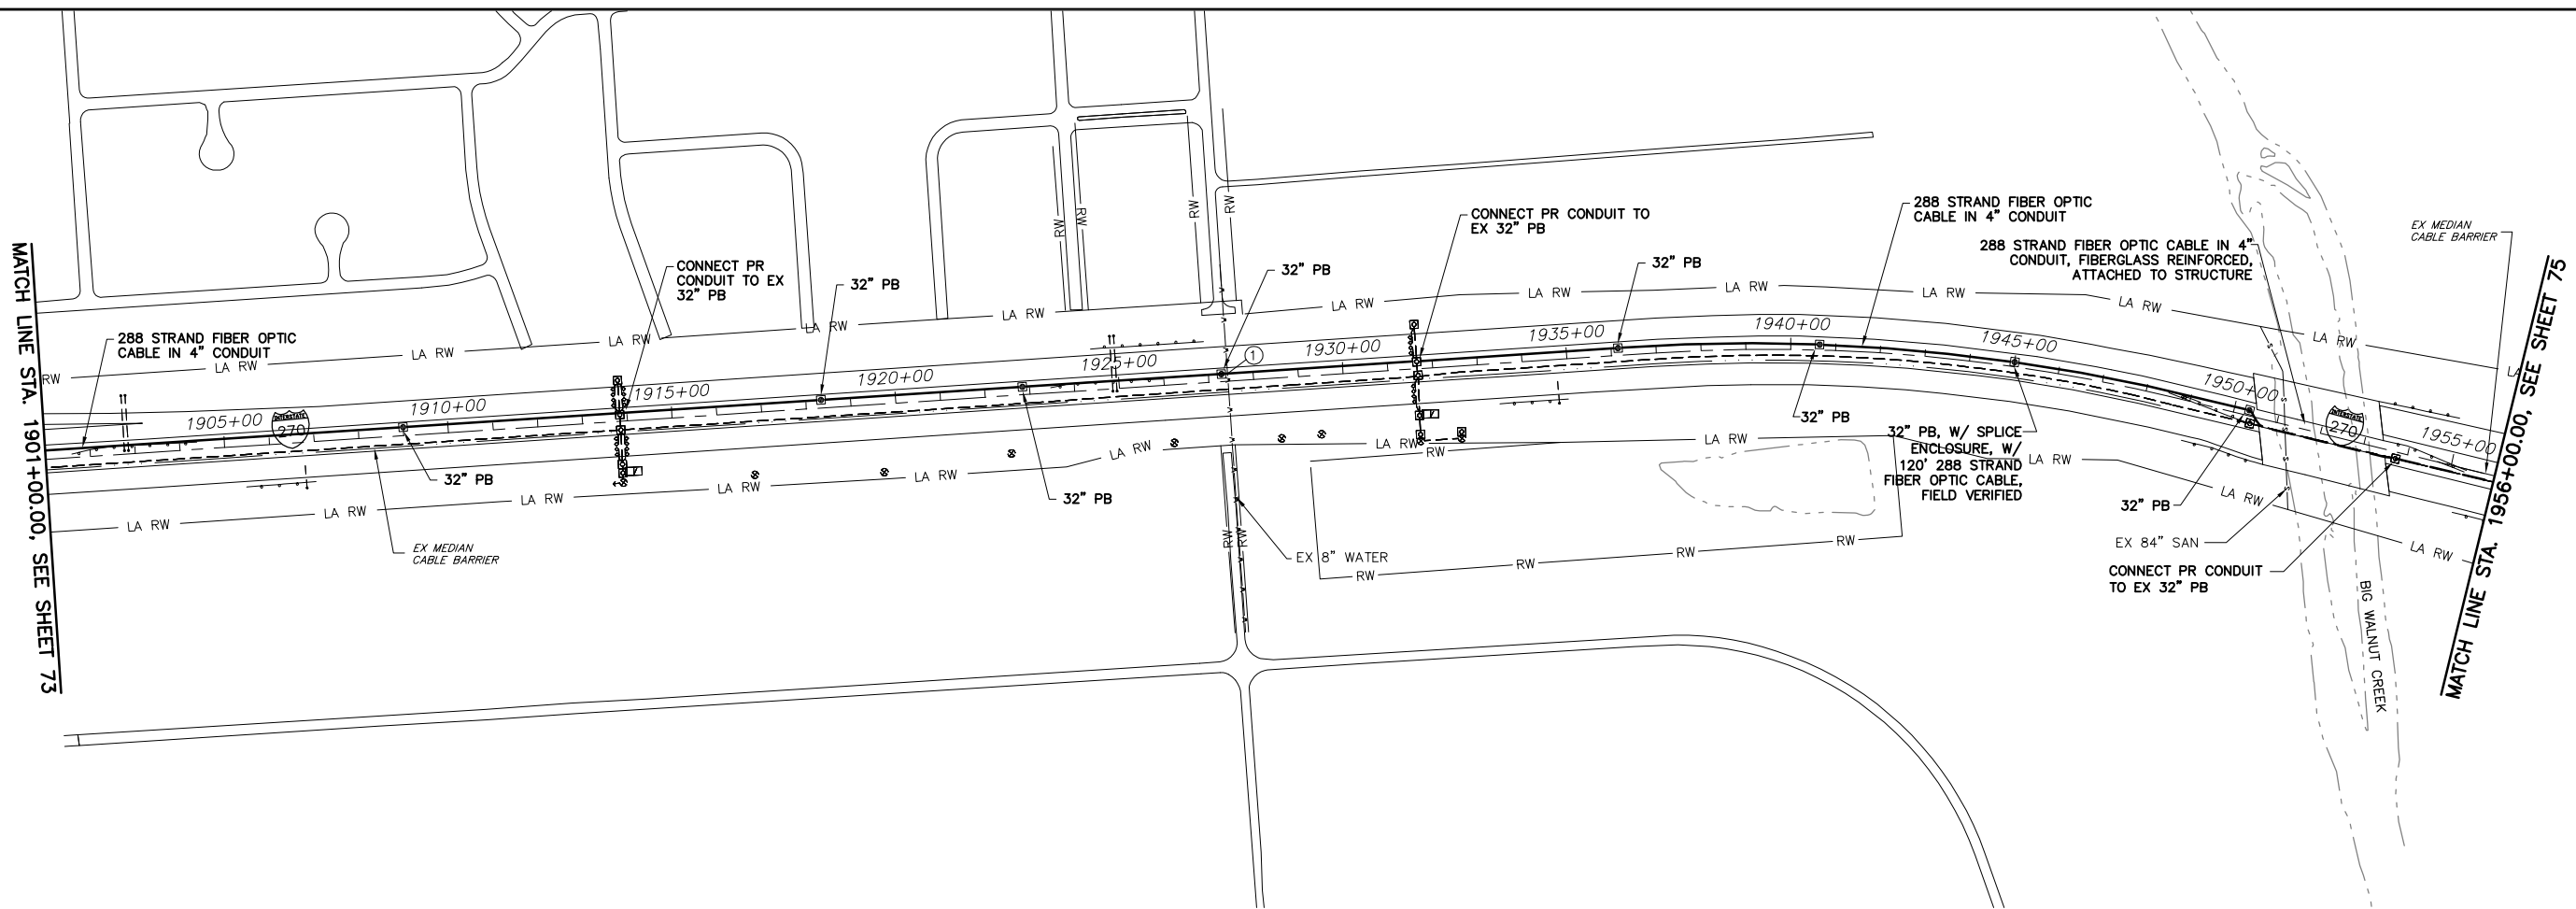 MATCH LINE STA. 1901+00.00, SEE SHEET 73
288 STRAND FIBER OPTIC
CABLE IN 4" CONDUIT
CONNECT PR
CONDUIT TO EX
32" PB
32" PB
32" PB
CONNECT PR CONDUIT TO
EX 32" PB
32" PB
288 STRAND FIBER OPTIC
CABLE IN 4" CONDUIT
288 STRAND FIBER OPTIC CABLE IN 4"
CONDUIT, FIBERGLASS REINFORCED,
ATTACHED TO STRUCTURE
EX MEDIAN
CABLE BARRIER
MATCH LINE STA. 1956+00.00, SEE SHEET 75
RW
RW
RW
RW
RW
LA RW
LA RW
LA RW
LA RW
LA RW
LA RW
LA RW
LA RW
LA RW
LA RW
LA RW
LA
1905+00
1910+00
1915+00
1920+00
1925+00
1930+00
1935+00
1940+00
1945+00
1950+00
1955+00
INTERSTATE
270
INTERSTATE
270
1
32" PB
32" PB
32" PB
32" PB, W/ SPLICE
ENCLOSURE, W/
120' 288 STRAND
FIBER OPTIC CABLE,
FIELD VERIFIED
32" PB
EX 84" SAN
CONNECT PR CONDUIT
TO EX 32" PB
LA RW
LA RW
LA RW
LA RW
LA RW
LA RW
LA RW
LA RW
LA RW
LA RW
LA RW
RW
RW
RW
RW
RW
RW
RW
EX MEDIAN
CABLE BARRIER
EX 8" WATER
BIG WALNUT CREEK